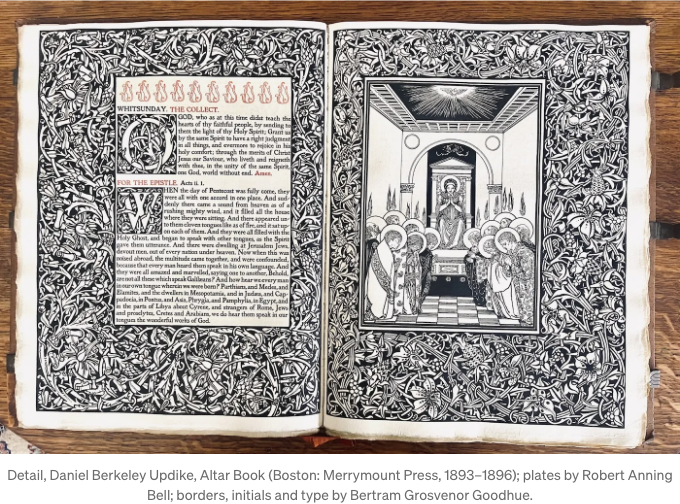 WHITSUNDAY. THE COLLECT.
O GOD, who as at this time didst teach the
hearts of thy faithful people, by sending to
them the light of thy Holy Spirit; Grant us
by the same Spirit to have a right judgment
in all things, and evermore to rejoice in his
holy comfort; through the merits of Christ
Jesus our Saviour, who liveth and reigneth
with thee, in the unity of the same Spirit,
one God, world without end. Amen.
FOR THE EPISTLE. Acts ii. 1.
WHEN the day of Pentecost was fully come, they
were all with one accord in one place. And sud-
denly there came a sound from heaven as of a
rushing mighty wind, and it filled all the house
where they were sitting. And there appeared un-
to them cloven tongues like as of fire, and it sat up-
on each of them. And they were all filled with the
Holy Ghost, and began to speak with other tongues, as the Spirit
gave them utterance. And there were dwelling at Jerusalem Jews,
devout men, out of every nation under heaven. Now when this was
noised abroad, the multitude came together, and were confounded,
because that every man heard them speak in his own language. And
they were all amazed and marvelled, saying one to another, Behold,
are not all these which speak Galilæans? And how hear we every man
in our own tongue wherein we were born? Parthians, and Medes, and
Elamites, and the dwellers in Mesopotamia, and in Judæa, and Cap-
padocia, in Pontus, and Asia, Phrygia, and Pamphylia, in Egypt, and
in the parts of Libya about Cyrene, and strangers of Rome, Jews
and proselytes, Cretes and Arabians, we do hear them speak in our
tongues the wonderful works of God.
Detail, Daniel Berkeley Updike, Altar Book (Boston: Merrymount Press, 1893–1896); plates by Robert Anning
Bell; borders, initials and type by Bertram Grosvenor Goodhue.